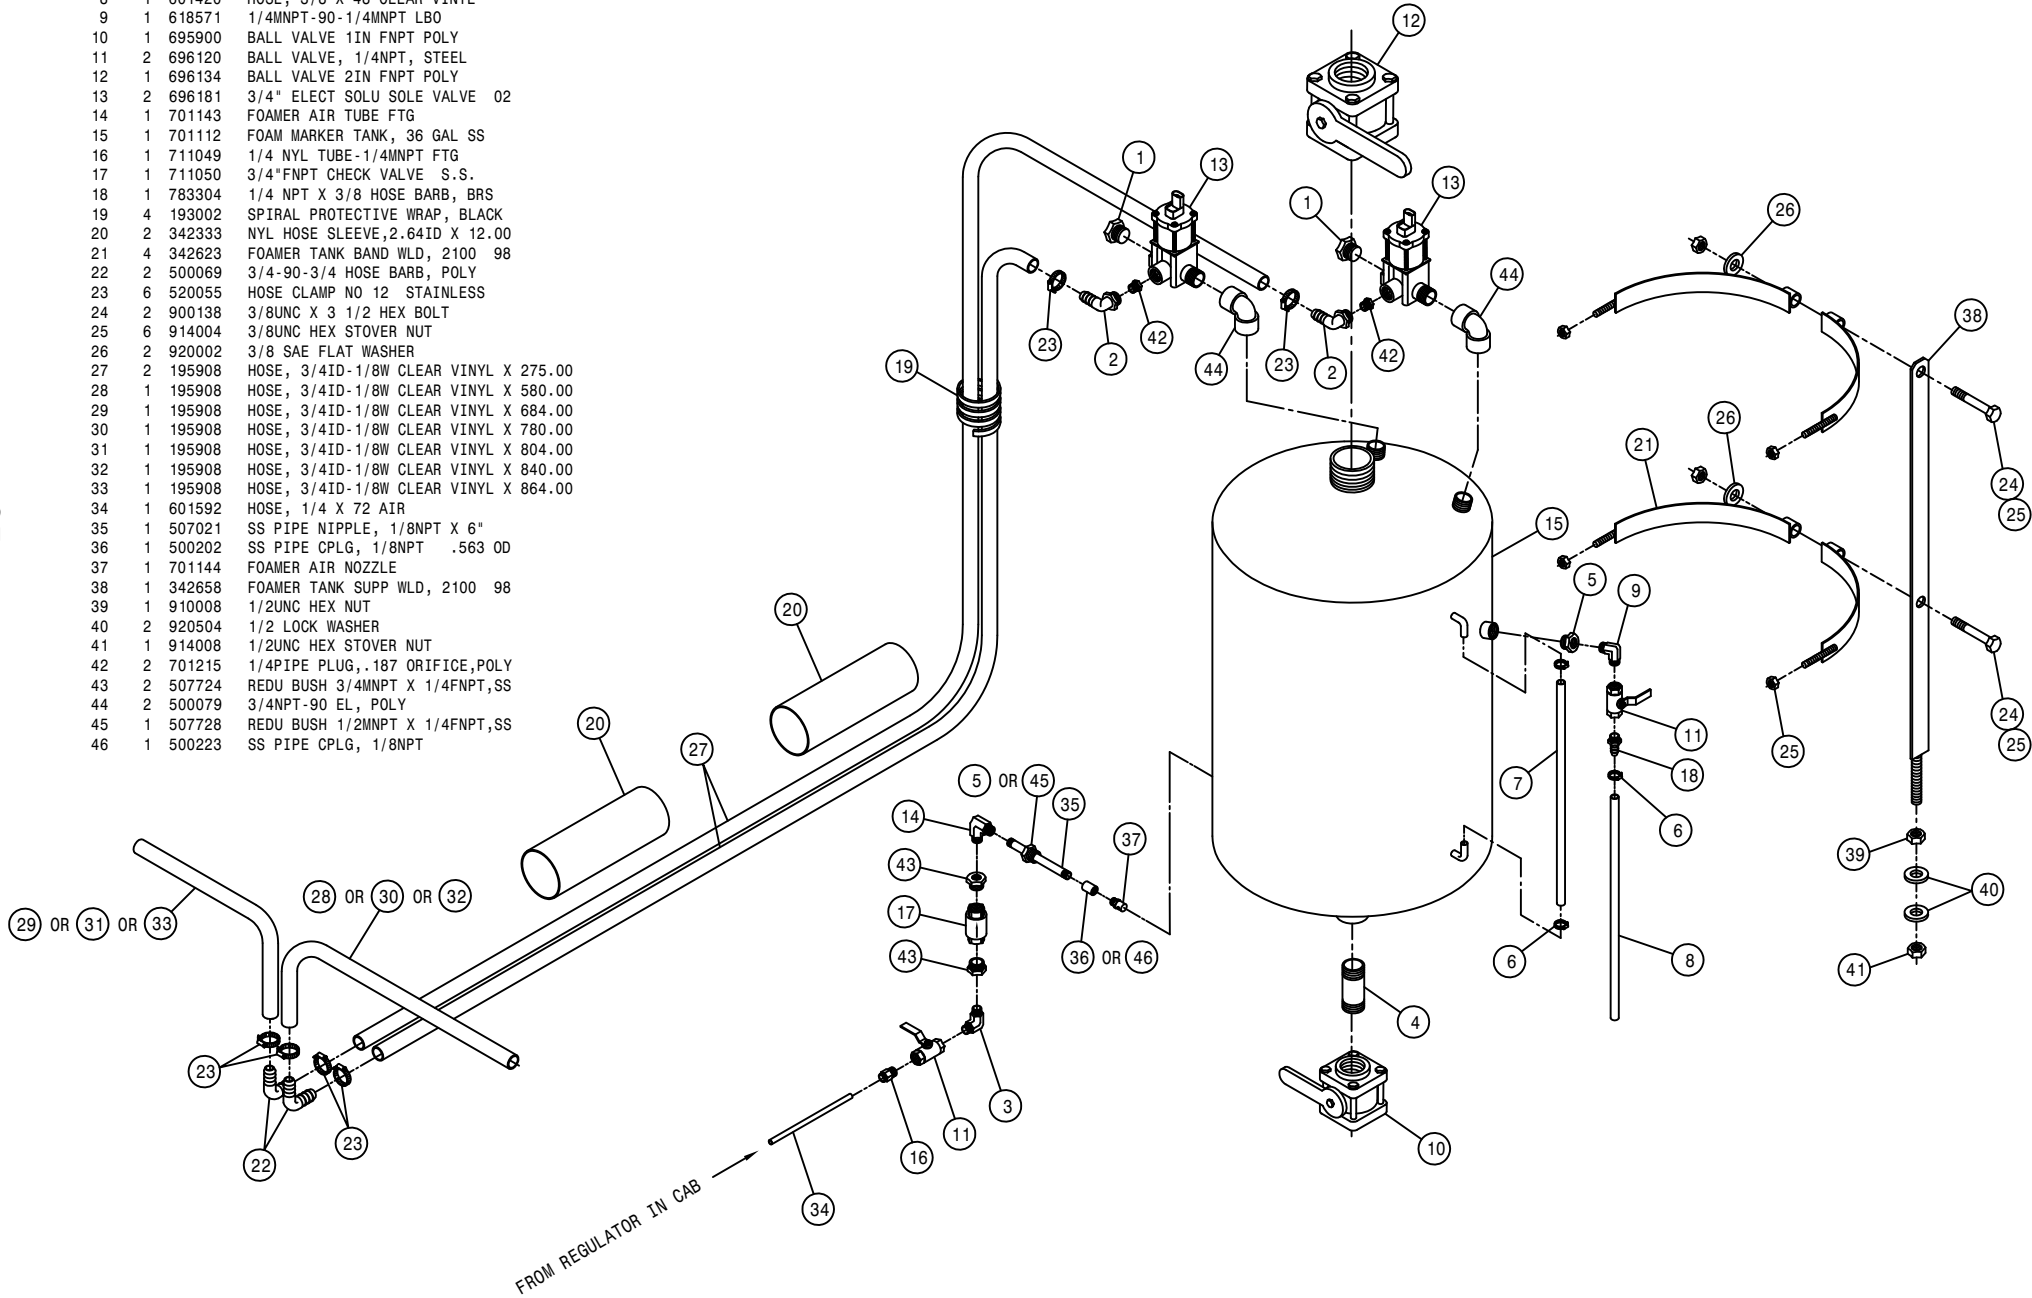 8 1 601420 HOSE, 3/8 X 48 CLEAR VINYL
9 1 618571 1/4MNPT-90-1/4MNPT LBO
10 1 695900 BALL VALVE 1IN FNPT POLY
11 2 696120 BALL VALVE, 1/4NPT, STEEL
12 1 696134 BALL VALVE 2IN FNPT POLY
13 2 696181 3/4" ELECT SOLU SOLE VALVE 02
14 1 701143 FOAMER AIR TUBE FTG
15 1 701112 FOAM MARKER TANK, 36 GAL SS
16 1 711049 1/4 NYL TUBE-1/4MNPT FTG
17 1 711050 3/4"FNPT CHECK VALVE S.S.
18 1 783304 1/4 NPT X 3/8 HOSE BARB, BRS
19 4 193002 SPIRAL PROTECTIVE WRAP, BLACK
20 2 342333 NYL HOSE SLEEVE,2.64ID X 12.00
21 4 342623 FOAMER TANK BAND WLD, 2100 98
22 2 500069 3/4-90-3/4 HOSE BARB, POLY
23 6 520055 HOSE CLAMP NO 12 STAINLESS
24 2 900138 3/8UNC X 3 1/2 HEX BOLT
25 6 914004 3/8UNC HEX STOVER NUT
26 2 920002 3/8 SAE FLAT WASHER
27 2 195908 HOSE, 3/4ID-1/8W CLEAR VINYL X 275.00
28 1 195908 HOSE, 3/4ID-1/8W CLEAR VINYL X 580.00
29 1 195908 HOSE, 3/4ID-1/8W CLEAR VINYL X 684.00
30 1 195908 HOSE, 3/4ID-1/8W CLEAR VINYL X 780.00
31 1 195908 HOSE, 3/4ID-1/8W CLEAR VINYL X 804.00
32 1 195908 HOSE, 3/4ID-1/8W CLEAR VINYL X 840.00
33 1 195908 HOSE, 3/4ID-1/8W CLEAR VINYL X 864.00
34 1 601592 HOSE, 1/4 X 72 AIR
35 1 507021 SS PIPE NIPPLE, 1/8NPT X 6"
36 1 500202 SS PIPE CPLG, 1/8NPT .563 OD
37 1 701144 FOAMER AIR NOZZLE
38 1 342658 FOAMER TANK SUPP WLD, 2100 98
39 1 910008 1/2UNC HEX NUT
40 2 920504 1/2 LOCK WASHER
41 1 914008 1/2UNC HEX STOVER NUT
42 2 701215 1/4PIPE PLUG,.187 ORIFICE,POLY
43 2 507724 REDU BUSH 3/4MNPT X 1/4FNPT,SS
44 2 500079 3/4NPT-90 EL, POLY
45 1 507728 REDU BUSH 1/2MNPT X 1/4FNPT,SS
46 1 500223 SS PIPE CPLG, 1/8NPT
12
1
13
1
13
26
44
38
23
2
42
44
23
2
42
19
26
21
24
25
15
5
9
20
20
27
24
25
25
11
18
7
6
5 OR 45
35
14
37
43
39
40
28 OR 30 OR 32
29 OR 31 OR 33
17
43
36 OR 46
6
8
41
4
23
23
3
11
16
22
10
34
FROM REGULATOR IN CAB